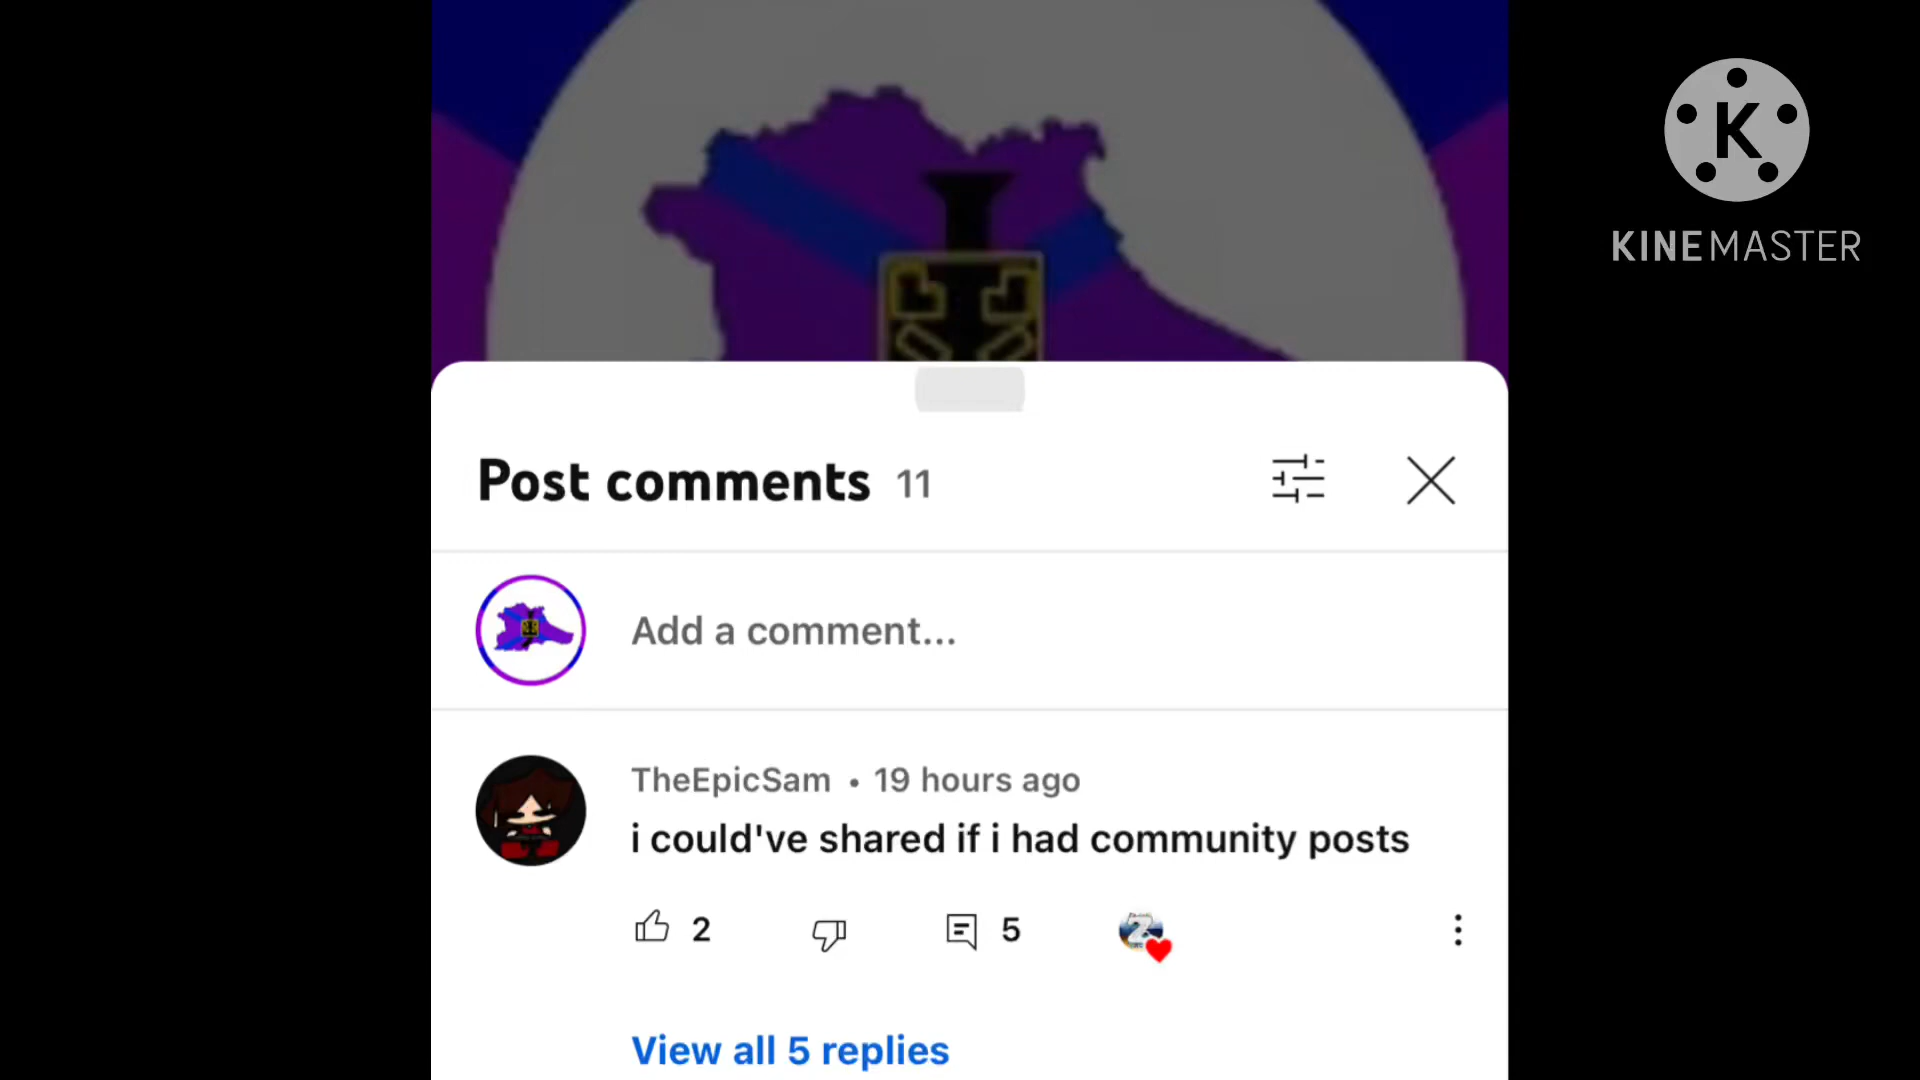 K
KINEMASTER
Post comments 11
Add a comment...
TheEpicSam • 19 hours ago
i could've shared if i had community posts
2
5
View all 5 replies